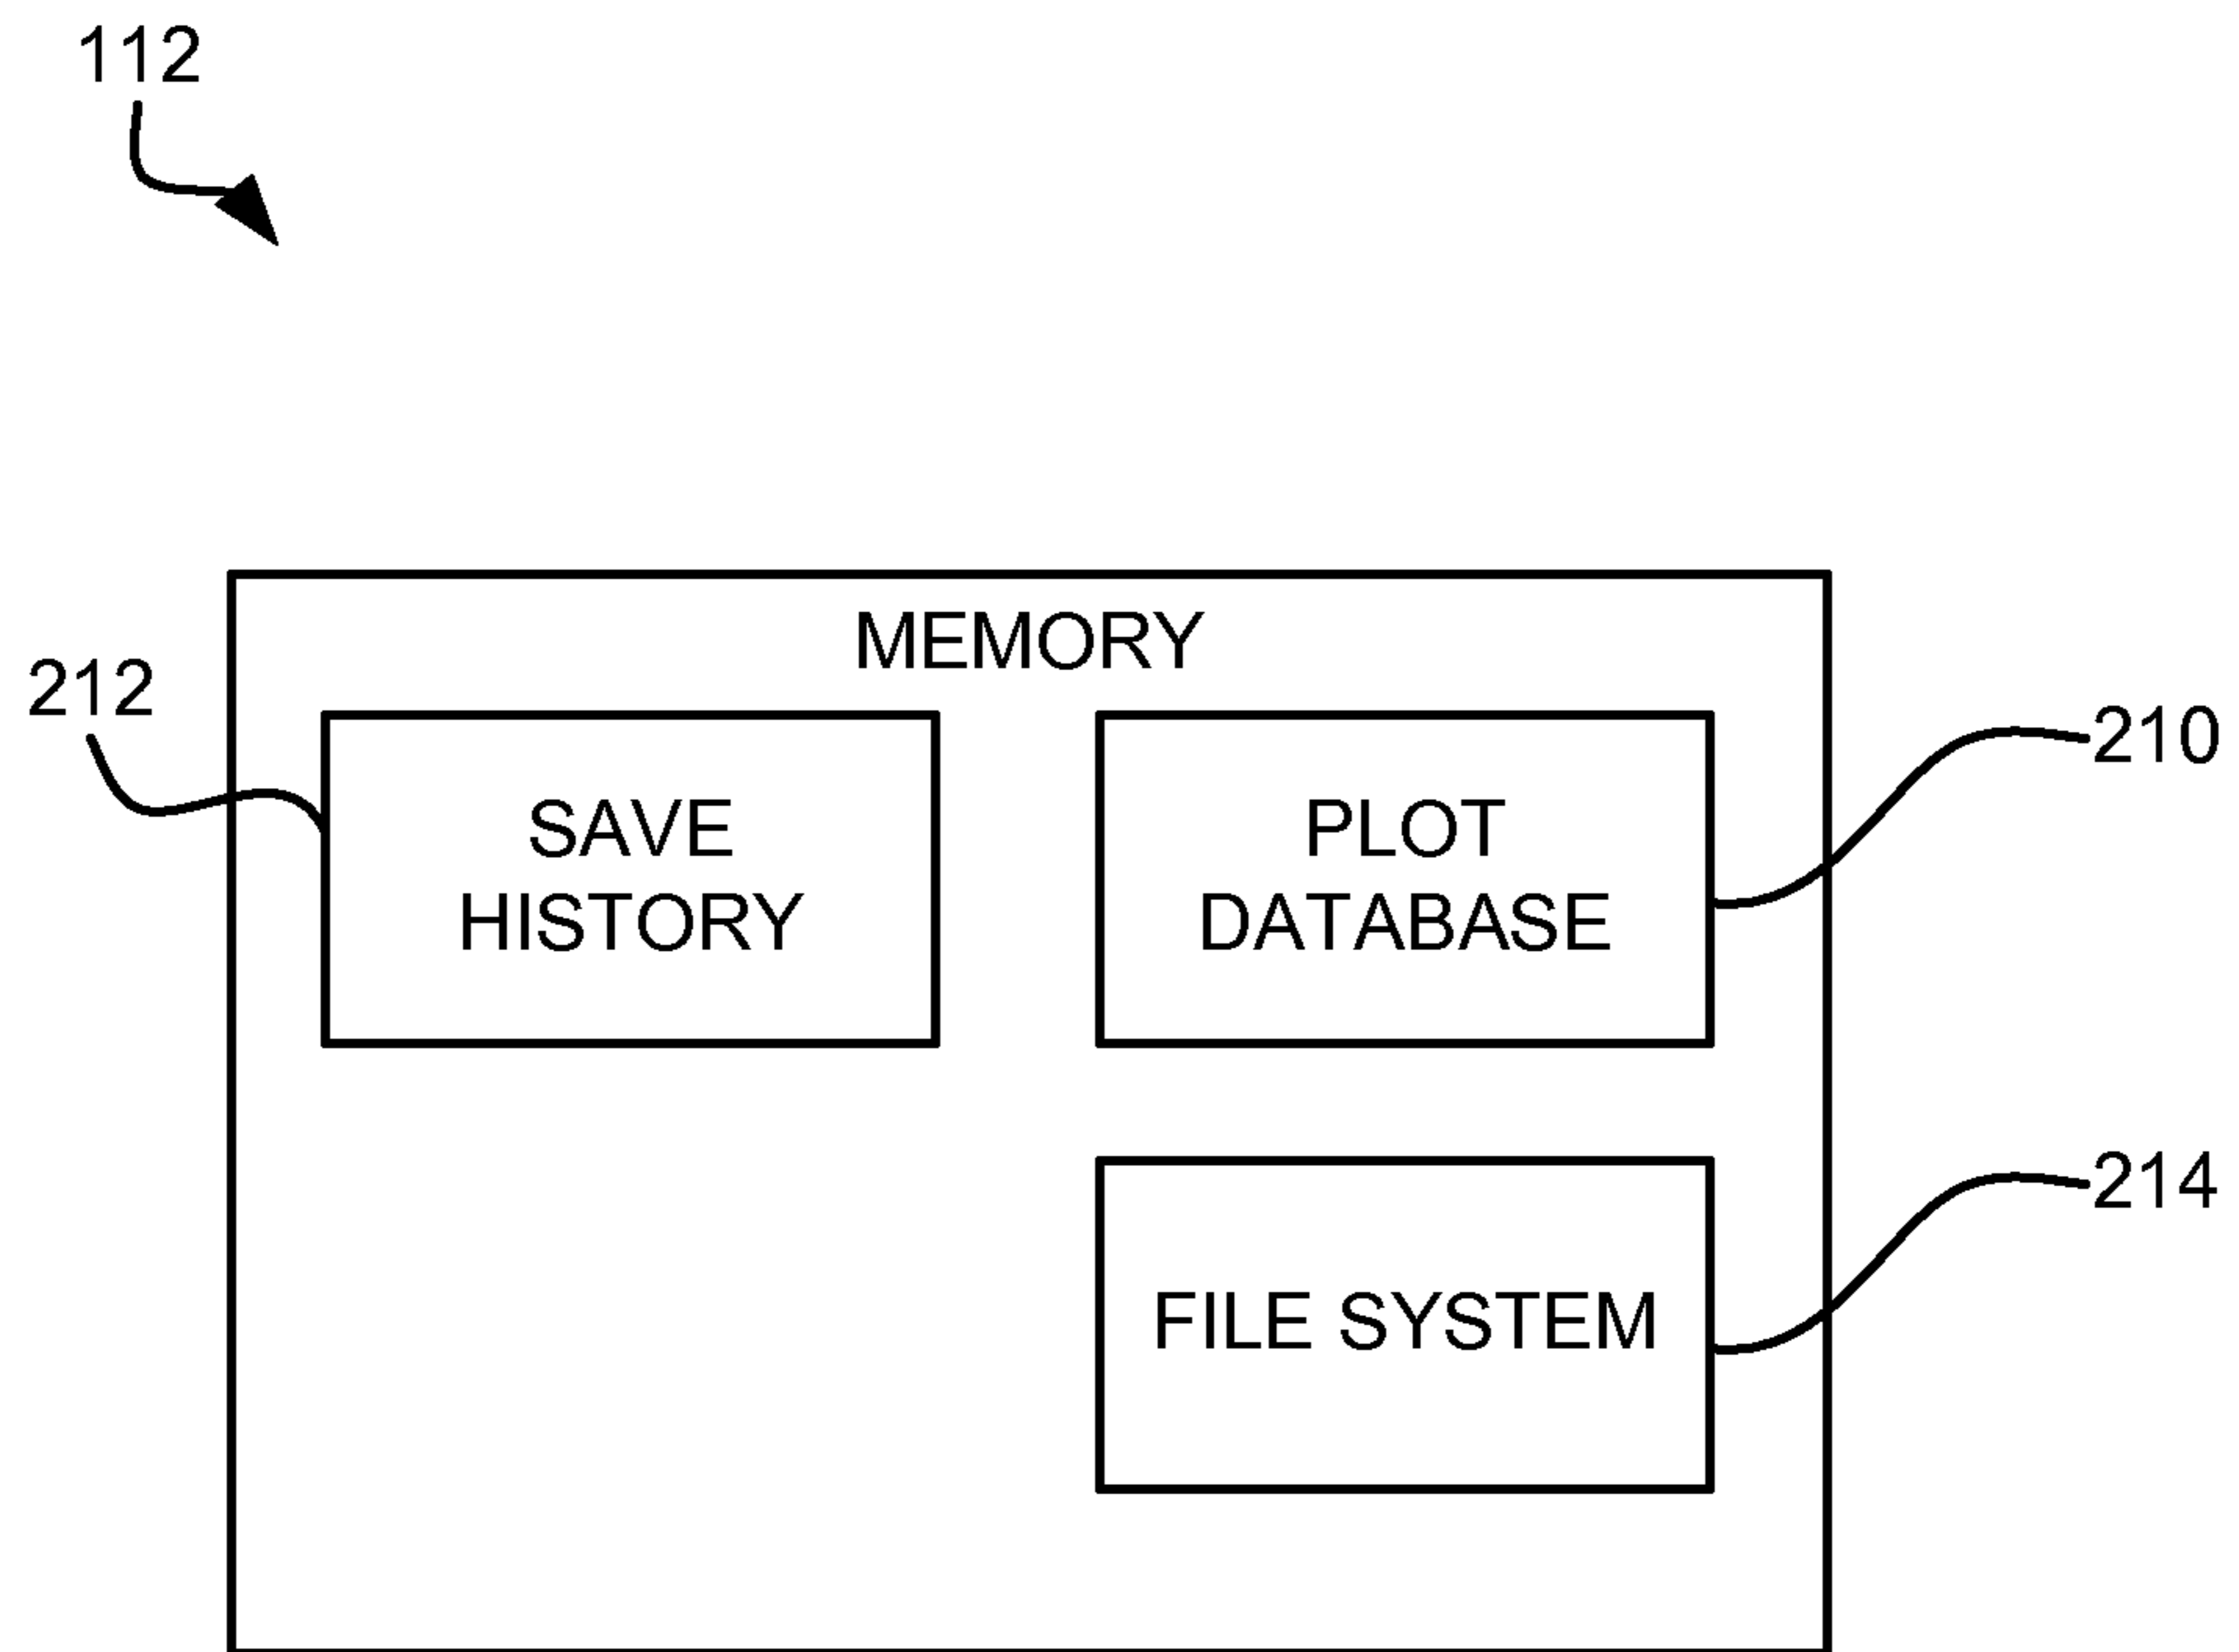 112
MEMORY
212
210
SAVE
HISTORY
PLOT
DATABASE
214
FILE SYSTEM